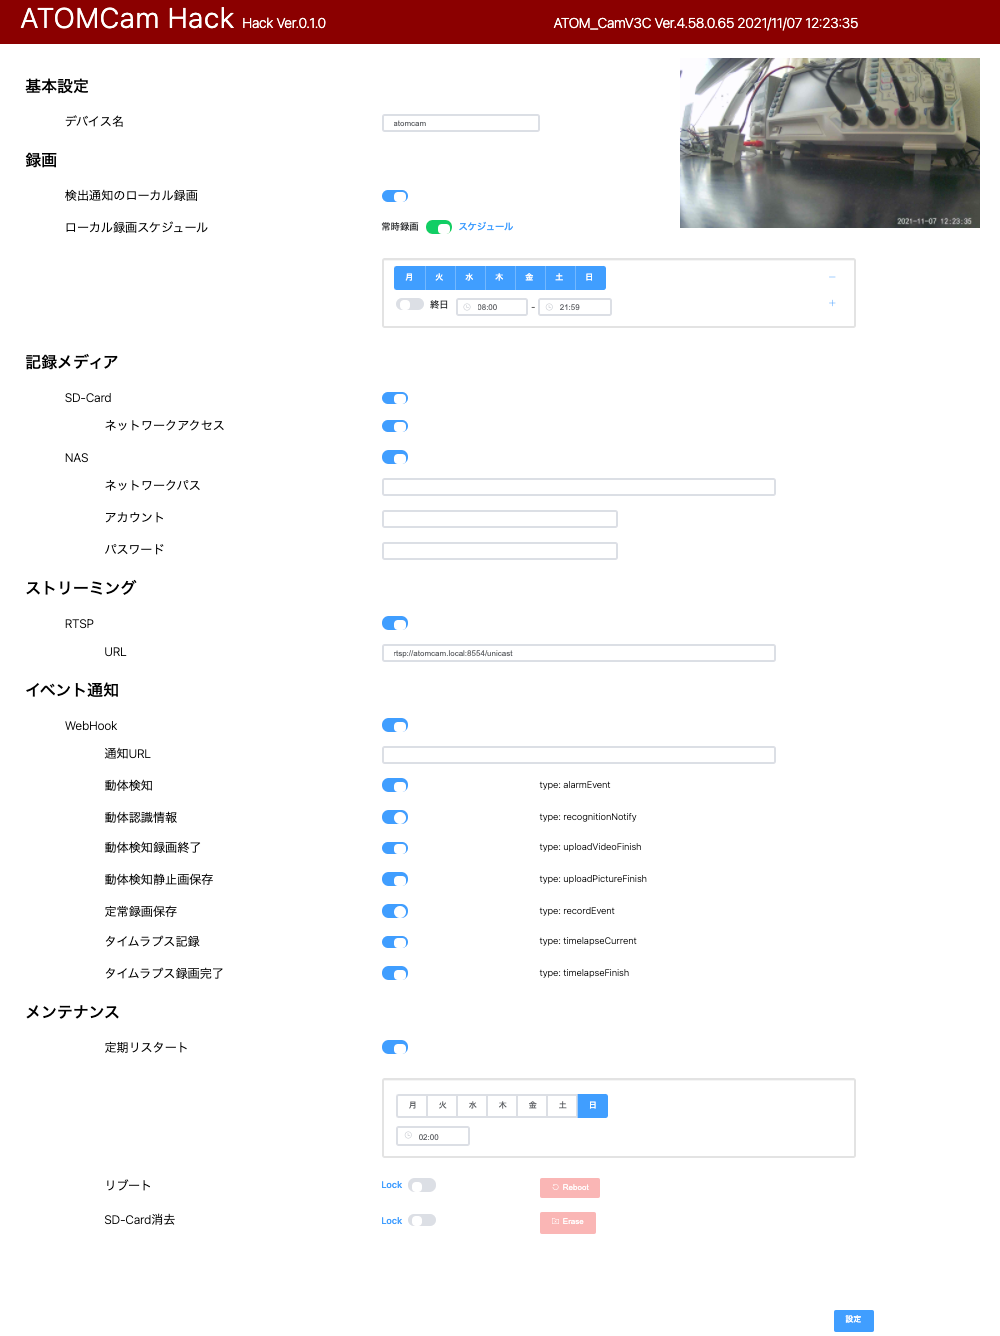 ATOMCam Hack Hack Ver.0.1.0 ATOM_CamV3C Ver.4.58.0.65 2021/11/07 12:23:35
基本設定
デバイス名 atomcam
録画
検出通知のローカル録画
2021-11-07 12:23:35
ローカル録画スケジュール 常時録画 スケジュール
月 火 水 木 金 土 日 −
終日 08:00 - 21:59 +
記録メディア
SD-Card
ネットワークアクセス
NAS
ネットワークパス
アカウント
パスワード
ストリーミング
RTSP
URL rtsp://atomcam.local:8554/unicast
イベント通知
WebHook
通知URL
動体検知 type: alarmEvent
動体認識情報 type: recognitionNotify
動体検知録画終了 type: uploadVideoFinish
動体検知静止画保存 type: uploadPictureFinish
定常録画保存 type: recordEvent
タイムラプス記録 type: timelapseCurrent
タイムラプス録画完了 type: timelapseFinish
メンテナンス
定期リスタート
月 火 水 木 金 土 日
02:00
リブート Lock Reboot
SD-Card消去 Lock Erase
設定